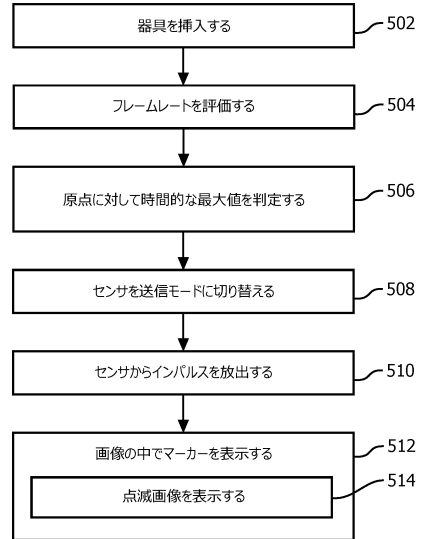 器具を挿入する 502
フレームレートを評価する 504
原点に対して時間的な最大値を判定する 506
センサを送信モードに切り替える 508
センサからインパルスを放出する 510
画像の中でマーカーを表示する 512
点滅画像を表示する 514